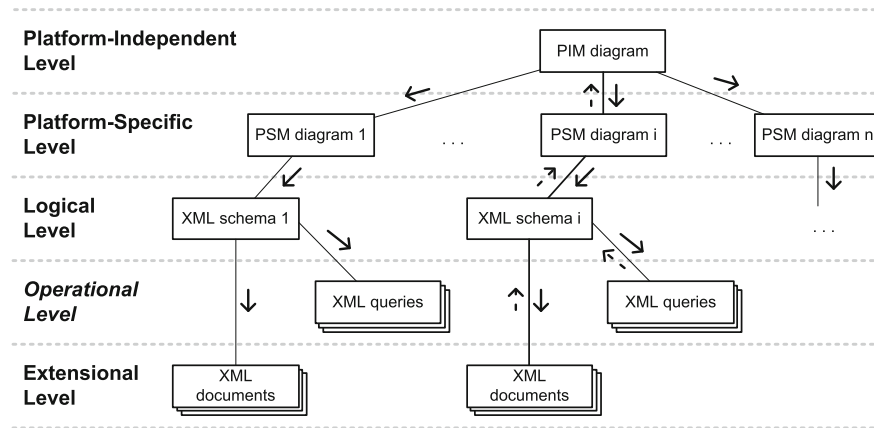 Platform-Independent
Level
PIM diagram
Platform-Specific
Level
PSM diagram 1
. . .
PSM diagram i
. . .
PSM diagram n
Logical
Level
XML schema 1
XML schema i
. . .
Operational
Level
XML queries
XML queries
Extensional
Level
XML
documents
XML
documents